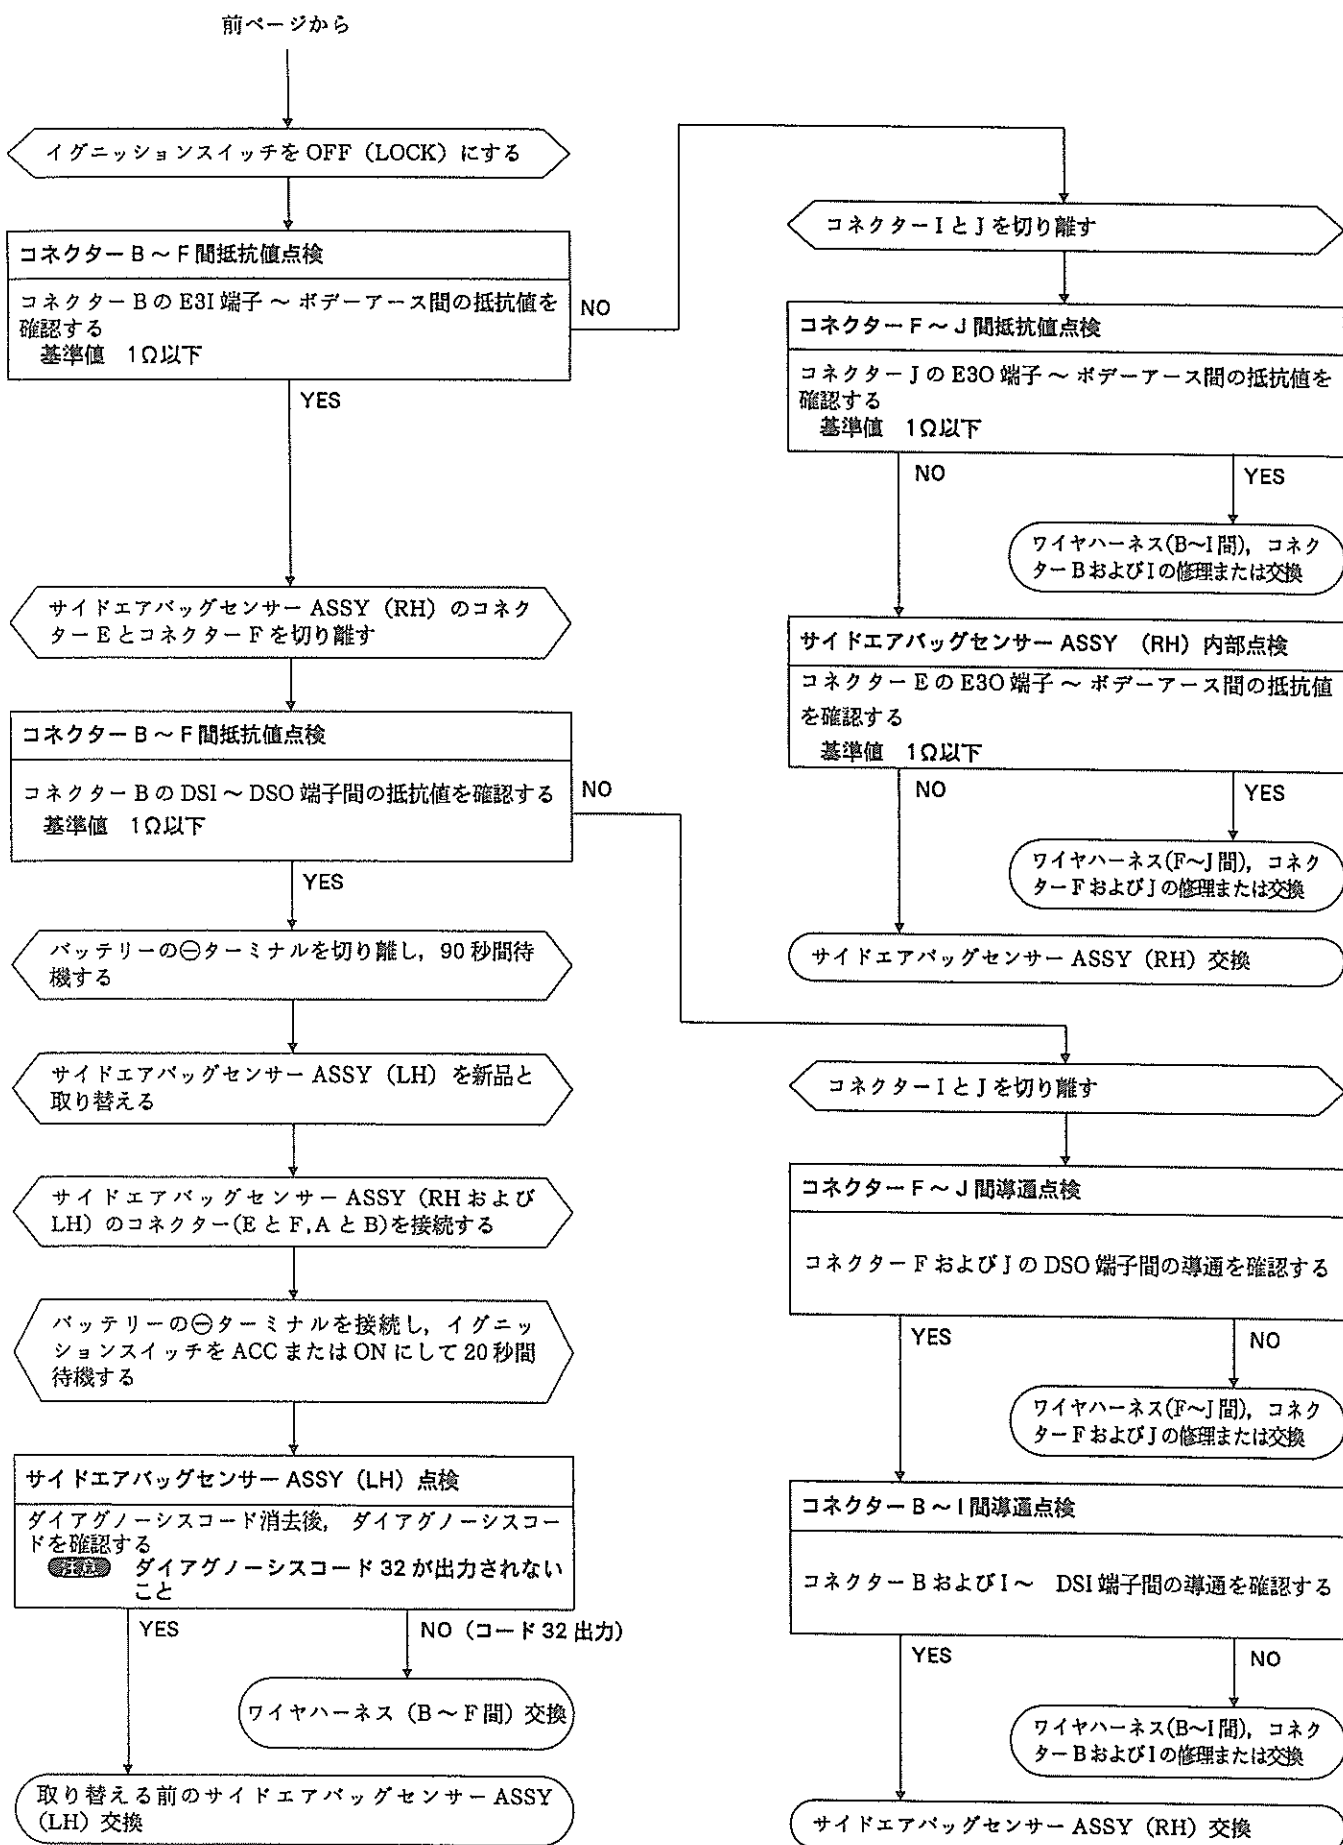 前ページから
イグニッションスイッチを OFF (LOCK) にする
コネクター B ～ F 間抵抗値点検
コネクター B の E3I 端子 ～ ボデーアース間の抵抗値を
確認する
基準値 1Ω以下
NO
YES
サイドエアバッグセンサー ASSY (RH) のコネク
ター E とコネクター F を切り離す
コネクター B ～ F 間抵抗値点検
コネクター B の DSI ～ DSO 端子間の抵抗値を確認する
基準値 1Ω以下
NO
YES
バッテリーの⊖ターミナルを切り離し, 90 秒間待
機する
サイドエアバッグセンサー ASSY (LH) を新品と
取り替える
サイドエアバッグセンサー ASSY (RH および
LH) のコネクター(E と F,A と B)を接続する
バッテリーの⊖ターミナルを接続し, イグニッ
ションスイッチを ACC または ON にして 20 秒間
待機する
サイドエアバッグセンサー ASSY (LH) 点検
ダイアグノーシスコード消去後, ダイアグノーシスコー
ドを確認する
注意 ダイアグノーシスコード 32 が出力されない
こと
YES
NO (コード 32 出力)
ワイヤハーネス (B ～ F 間) 交換
取り替える前のサイドエアバッグセンサー ASSY
(LH) 交換
コネクター I と J を切り離す
コネクター F ～ J 間抵抗値点検
コネクター J の E3O 端子 ～ ボデーアース間の抵抗値を
確認する
基準値 1Ω以下
NO
YES
ワイヤハーネス(B～I 間), コネク
ター B および I の修理または交換
サイドエアバッグセンサー ASSY (RH) 内部点検
コネクター E の E3O 端子 ～ ボデーアース間の抵抗値
を確認する
基準値 1Ω以下
NO
YES
ワイヤハーネス(F～J 間), コネク
ター F および J の修理または交換
サイドエアバッグセンサー ASSY (RH) 交換
コネクター I と J を切り離す
コネクター F ～ J 間導通点検
コネクター F および J の DSO 端子間の導通を確認する
YES
NO
ワイヤハーネス(F～J 間), コネク
ター F および J の修理または交換
コネクター B ～ I 間導通点検
コネクター B および I ～ DSI 端子間の導通を確認する
YES
NO
ワイヤハーネス(B～I 間), コネク
ター B および I の修理または交換
サイドエアバッグセンサー ASSY (RH) 交換